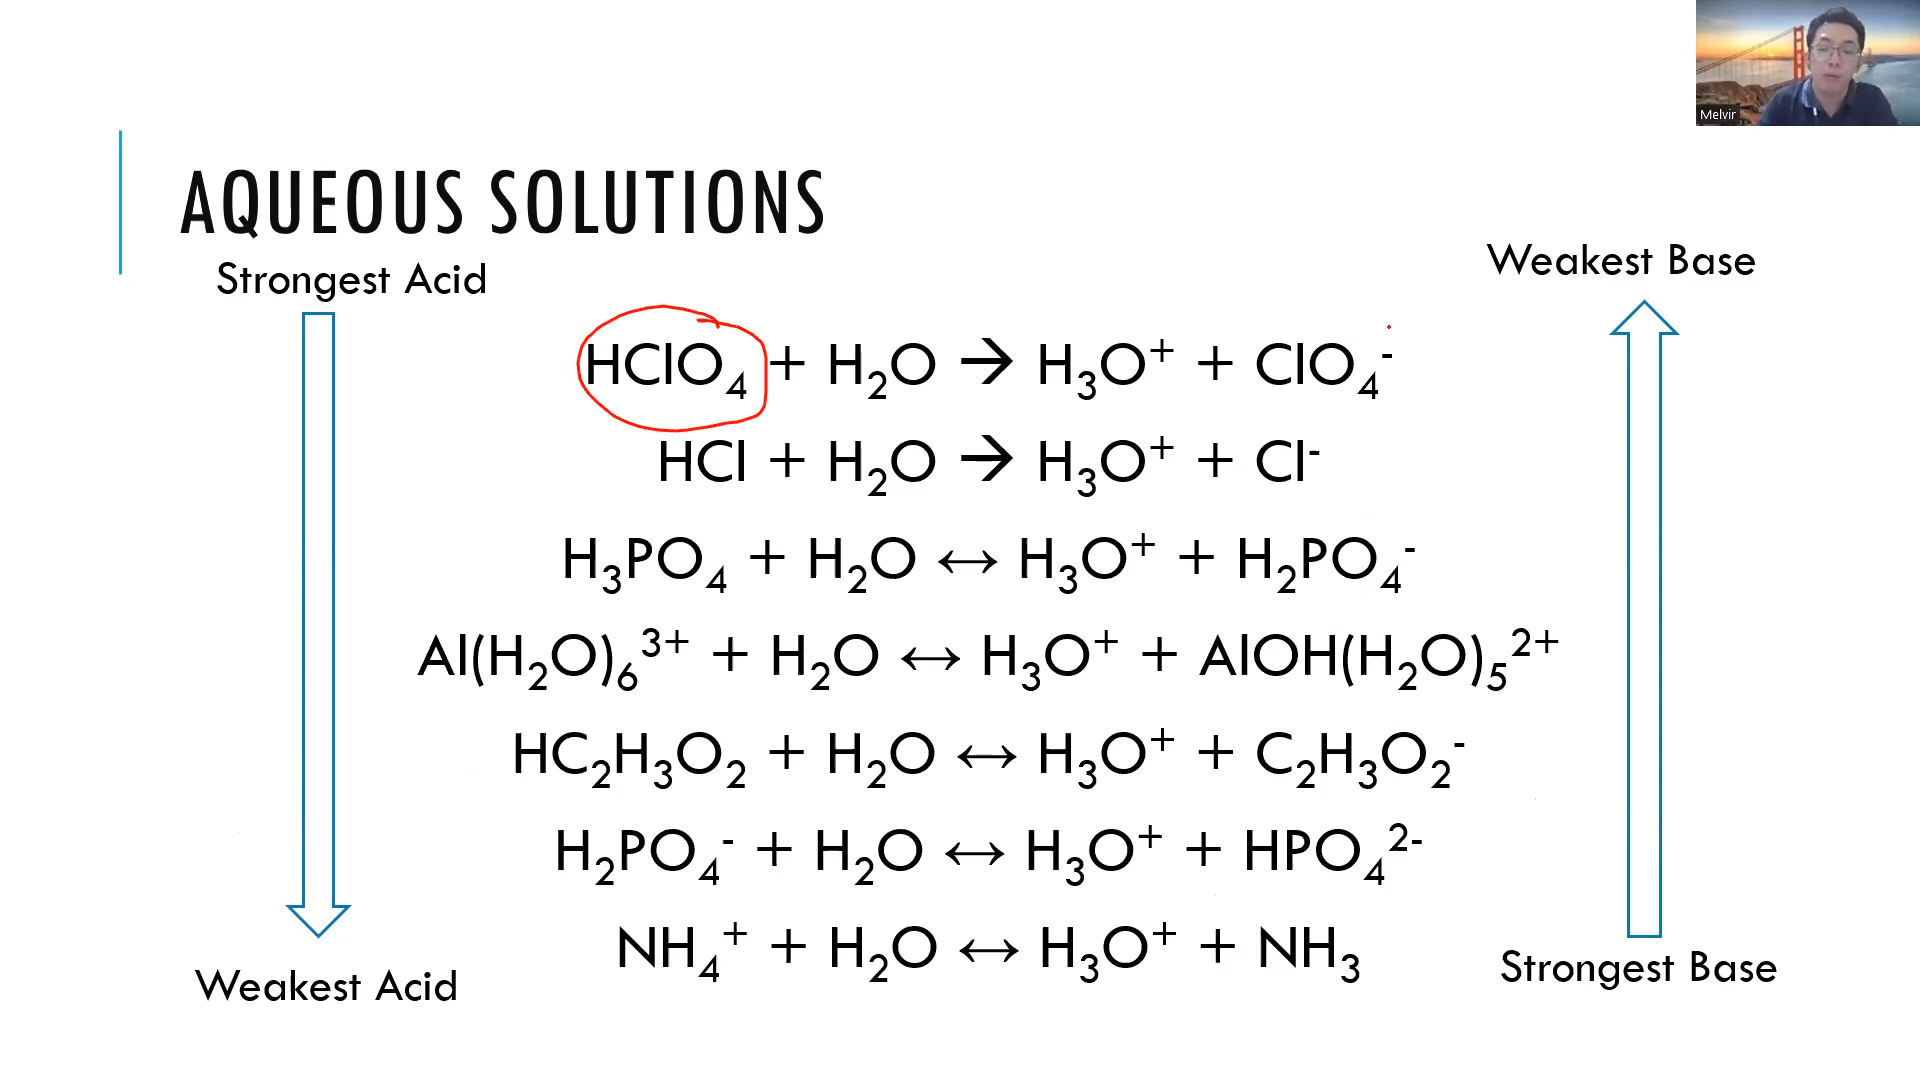 Melvir
AQUEOUS SOLUTIONS
Strongest Acid
Weakest Base
HClO₄ + H₂O → H₃O⁺ + ClO₄⁻
HCl + H₂O → H₃O⁺ + Cl⁻
H₃PO₄ + H₂O ↔ H₃O⁺ + H₂PO₄⁻
Al(H₂O)₆³⁺ + H₂O ↔ H₃O⁺ + AlOH(H₂O)₅²⁺
HC₂H₃O₂ + H₂O ↔ H₃O⁺ + C₂H₃O₂⁻
H₂PO₄⁻ + H₂O ↔ H₃O⁺ + HPO₄²⁻
NH₄⁺ + H₂O ↔ H₃O⁺ + NH₃
Weakest Acid
Strongest Base